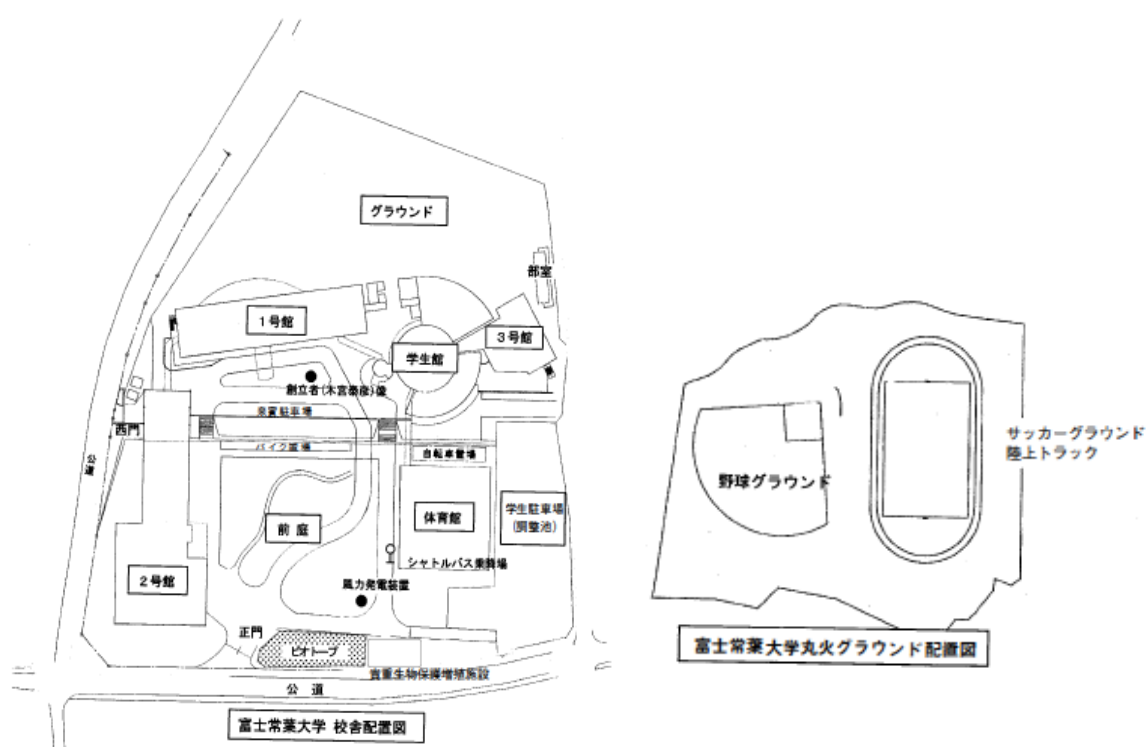 グラウンド
部室
1号館
3号館
学生館
創立者(木宮泰彦)像
来賓駐車場
西門
バイク置場
自転車置場
公道
野球グラウンド
サッカーグラウンド
陸上トラック
前庭
体育館
学生駐車場
(調整池)
シャトルバス乗降場
2号館
風力発電装置
正門
ビオトープ
貴重生物保護増殖施設
公道
富士常葉大学 校舎配置図
富士常葉大学丸火グラウンド配置図